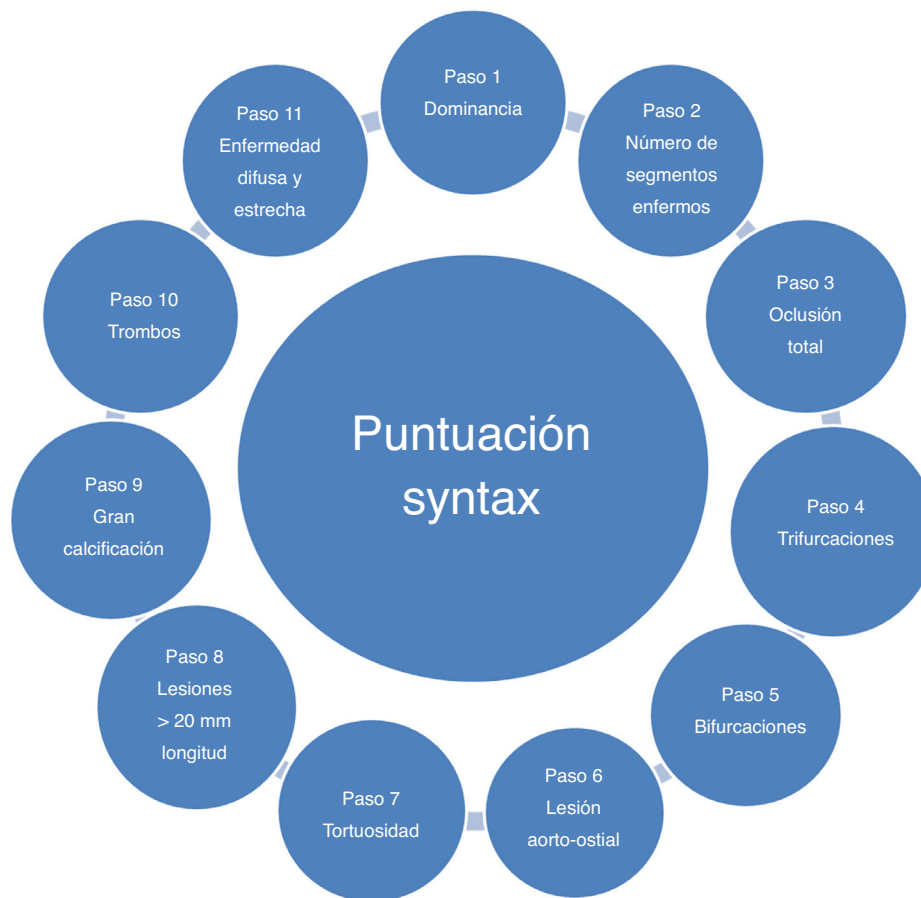 Paso 1
Dominancia
Paso 2
Número de
segmentos
enfermos
Paso 3
Oclusión
total
Paso 4
Trifurcaciones
Paso 5
Bifurcaciones
Paso 6
Lesión
aorto-ostial
Paso 7
Tortuosidad
Paso 8
Lesiones
> 20 mm
longitud
Paso 9
Gran
calcificación
Paso 10
Trombos
Paso 11
Enfermedad
difusa y
estrecha
Puntuación
syntax